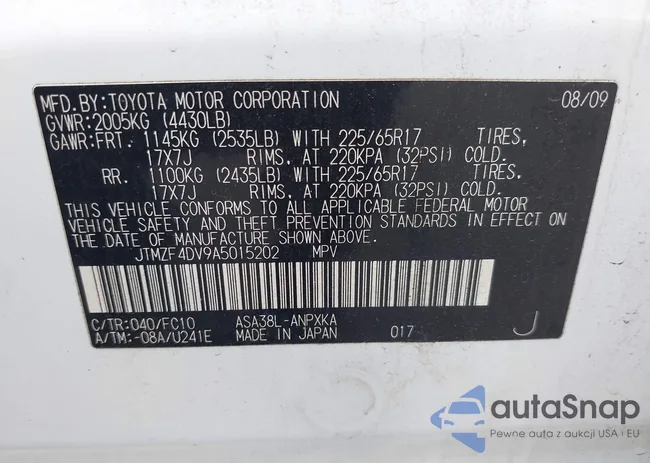 MFD.BY:TOYOTA MOTOR CORPORATION 08/09
GVWR:2005KG (4430LB)
GAWR:FRT. 1145KG (2535LB) WITH 225/65R17 TIRES,
17X7J RIMS, AT 220KPA (32PSI) COLD.
RR. 1100KG (2435LB) WITH 225/65R17 TIRES,
17X7J RIMS, AT 220KPA (32PSI) COLD.
THIS VEHICLE CONFORMS TO ALL APPLICABLE FEDERAL MOTOR
VEHICLE SAFETY AND THEFT PREVENTION STANDARDS IN EFFECT ON
THE DATE OF MANUFACTURE SHOWN ABOVE.
JTMZF4DV9A5015202 MPV
C/TR:040/FC10 ASA38L-ANPXKA
A/TM:-08A/U241E MADE IN JAPAN 017 J
autaSnap
Pewne auta z aukcji USA i EU